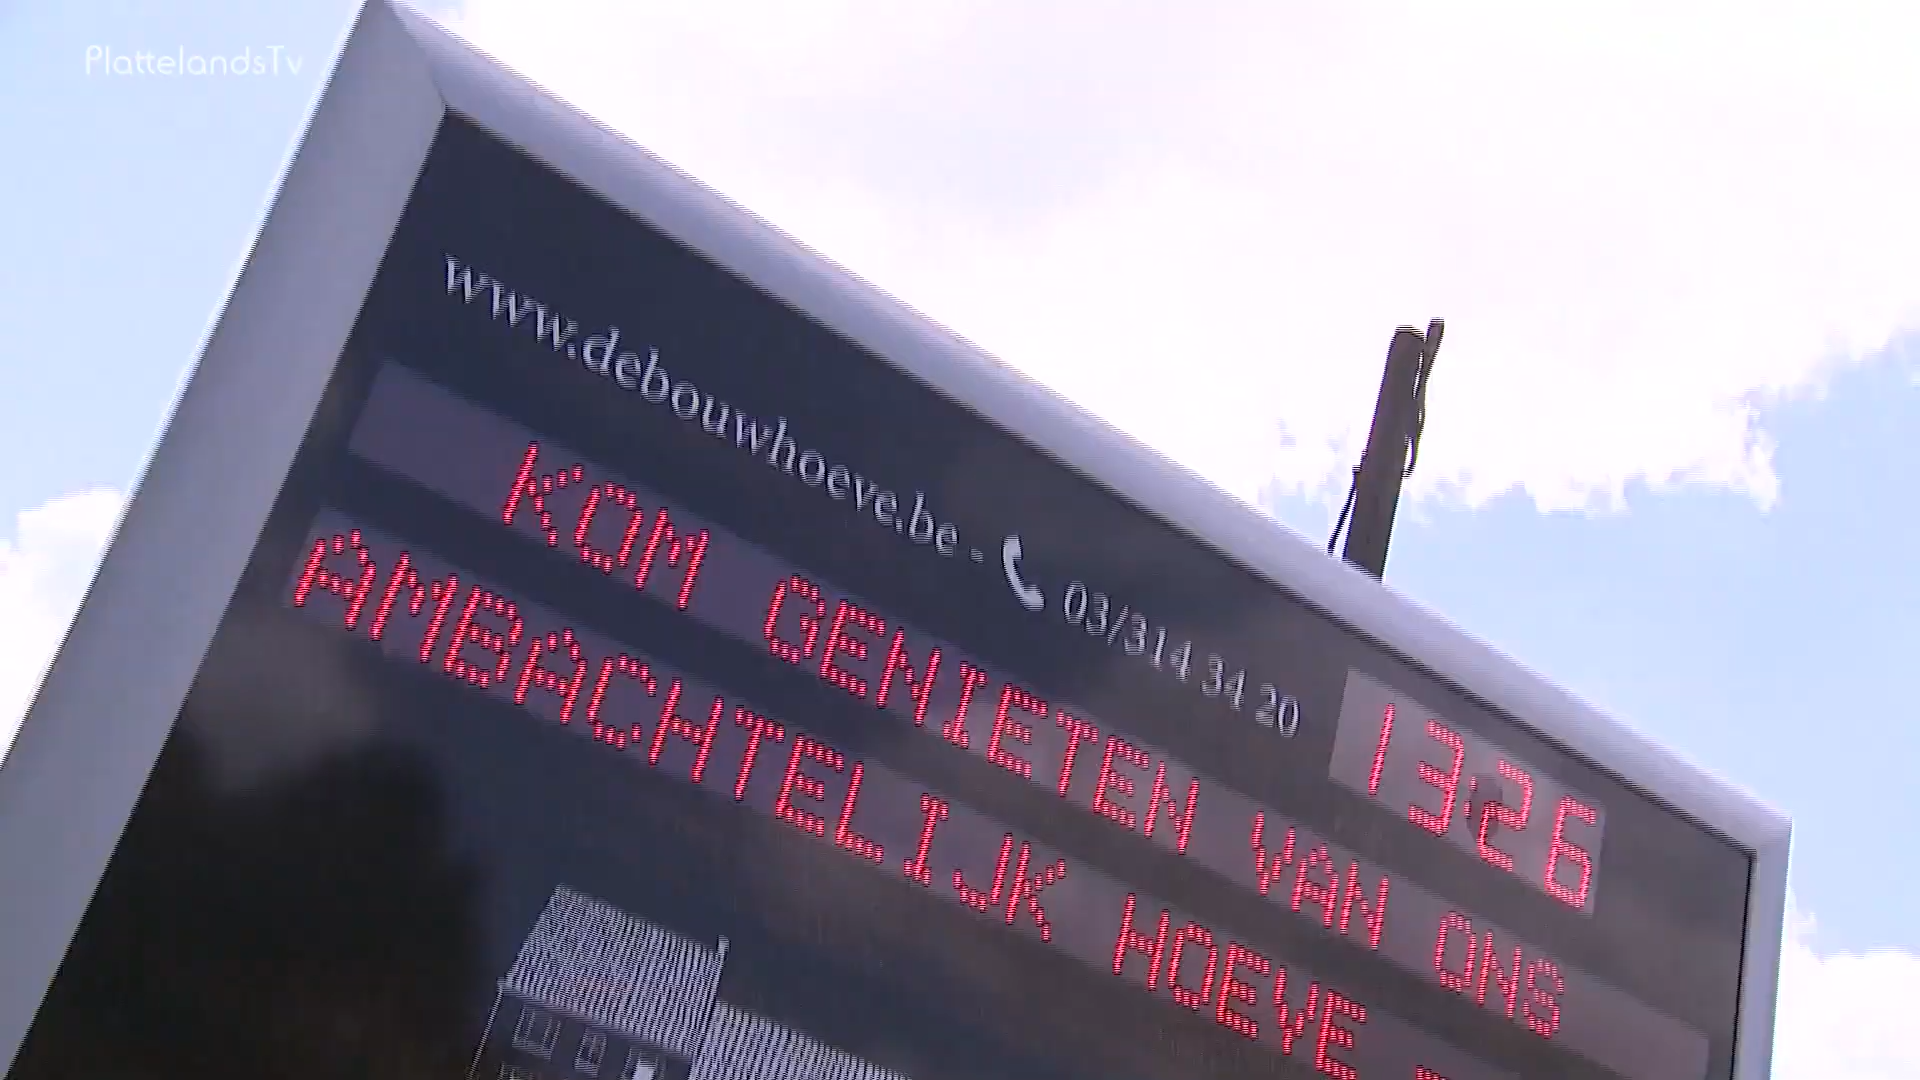 PlattelandsTv
www.debouwhoeve.be - 03/314 34 20
13:26
KOM GENIETEN VAN ONS
AMBACHTELIJK HOEVE